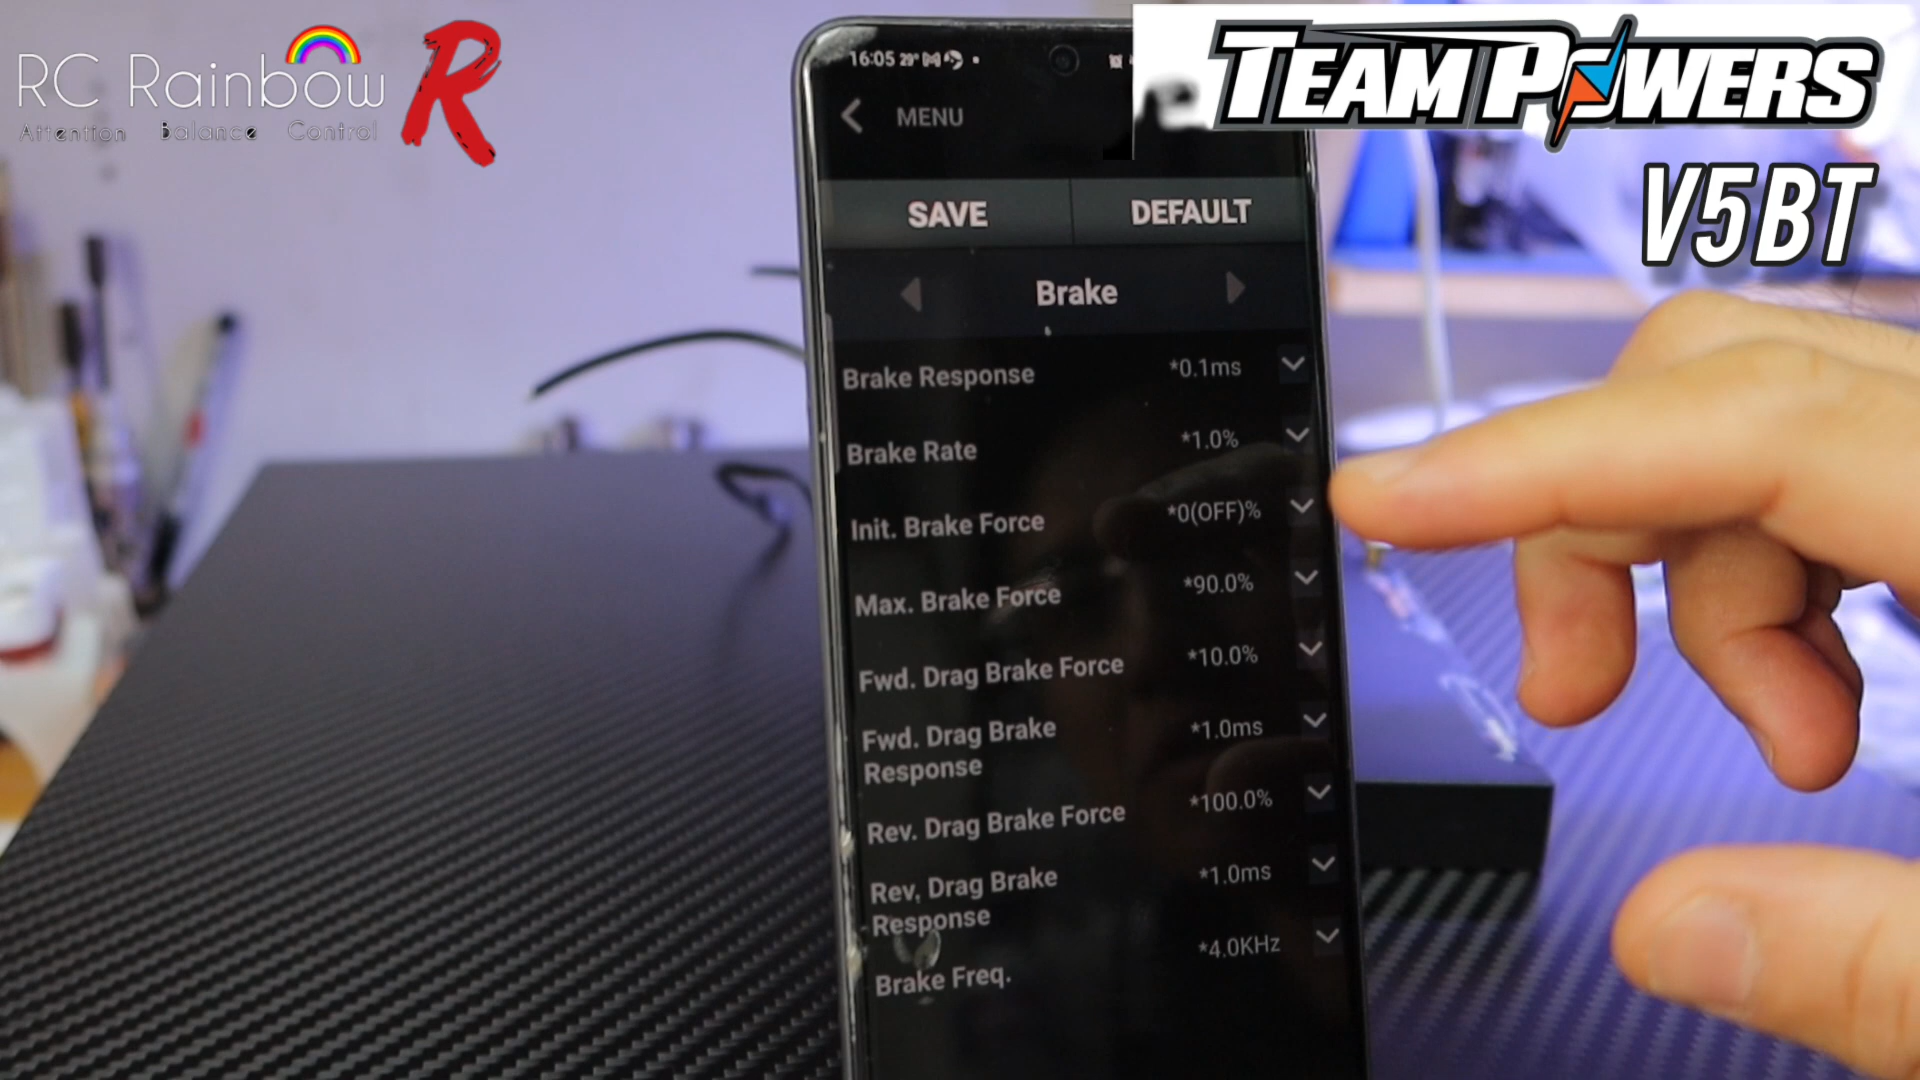 RC Rainbow R
Attention Balance Control
TEAM POWERS
V5BT
16:05 29°
MENU
SAVE DEFAULT
Brake
Brake Response *0.1ms
Brake Rate *1.0%
Init. Brake Force *0(OFF)%
Max. Brake Force *90.0%
Fwd. Drag Brake Force *10.0%
Fwd. Drag Brake *1.0ms
Response
Rev. Drag Brake Force *100.0%
Rev, Drag Brake *1.0ms
Response
Brake Freq. *4.0KHz